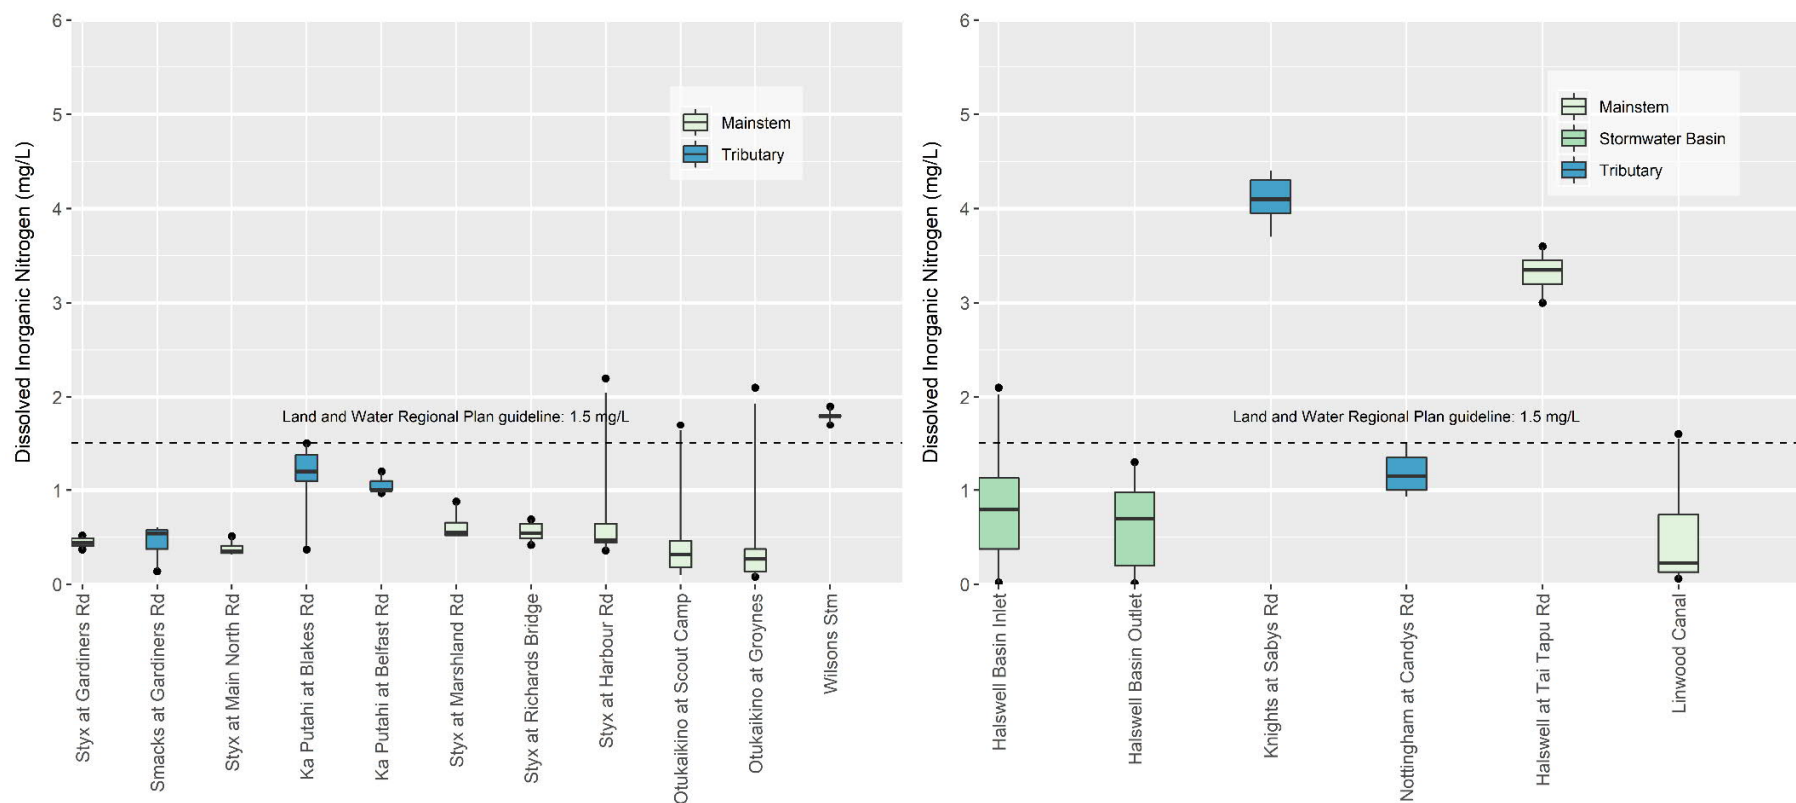 Dissolved Inorganic Nitrogen (mg/L)
6
5
4
3
2
1
0
Mainstem
Tributary
Land and Water Regional Plan guideline: 1.5 mg/L
Styx at Gardiners Rd
Smacks at Gardiners Rd
Styx at Main North Rd
Ka Putahi at Blakes Rd
Ka Putahi at Belfast Rd
Styx at Marshland Rd
Styx at Richards Bridge
Styx at Harbour Rd
Otukaikino at Scout Camp
Otukaikino at Groynes
Wilsons Stm
Dissolved Inorganic Nitrogen (mg/L)
6
5
4
3
2
1
0
Mainstem
Stormwater Basin
Tributary
Land and Water Regional Plan guideline: 1.5 mg/L
Halswell Basin Inlet
Halswell Basin Outlet
Knights at Sabys Rd
Nottingham at Candys Rd
Halswell at Tai Tapu Rd
Linwood Canal